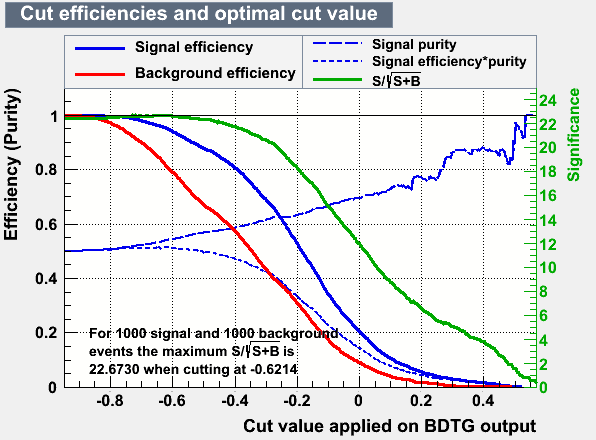 Cut efficiencies and optimal cut value
Signal efficiency
Background efficiency
Signal purity
Signal efficiency*purity
S/√S+B
Efficiency (Purity)
1
0.8
0.6
0.4
0.2
0
For 1000 signal and 1000 background
events the maximum S/√S+B is
22.6730 when cutting at -0.6214
-0.8 -0.6 -0.4 -0.2 0 0.2 0.4
Cut value applied on BDTG output
24
22
20
18
16
14
12
10
8
6
4
2
0
Significance